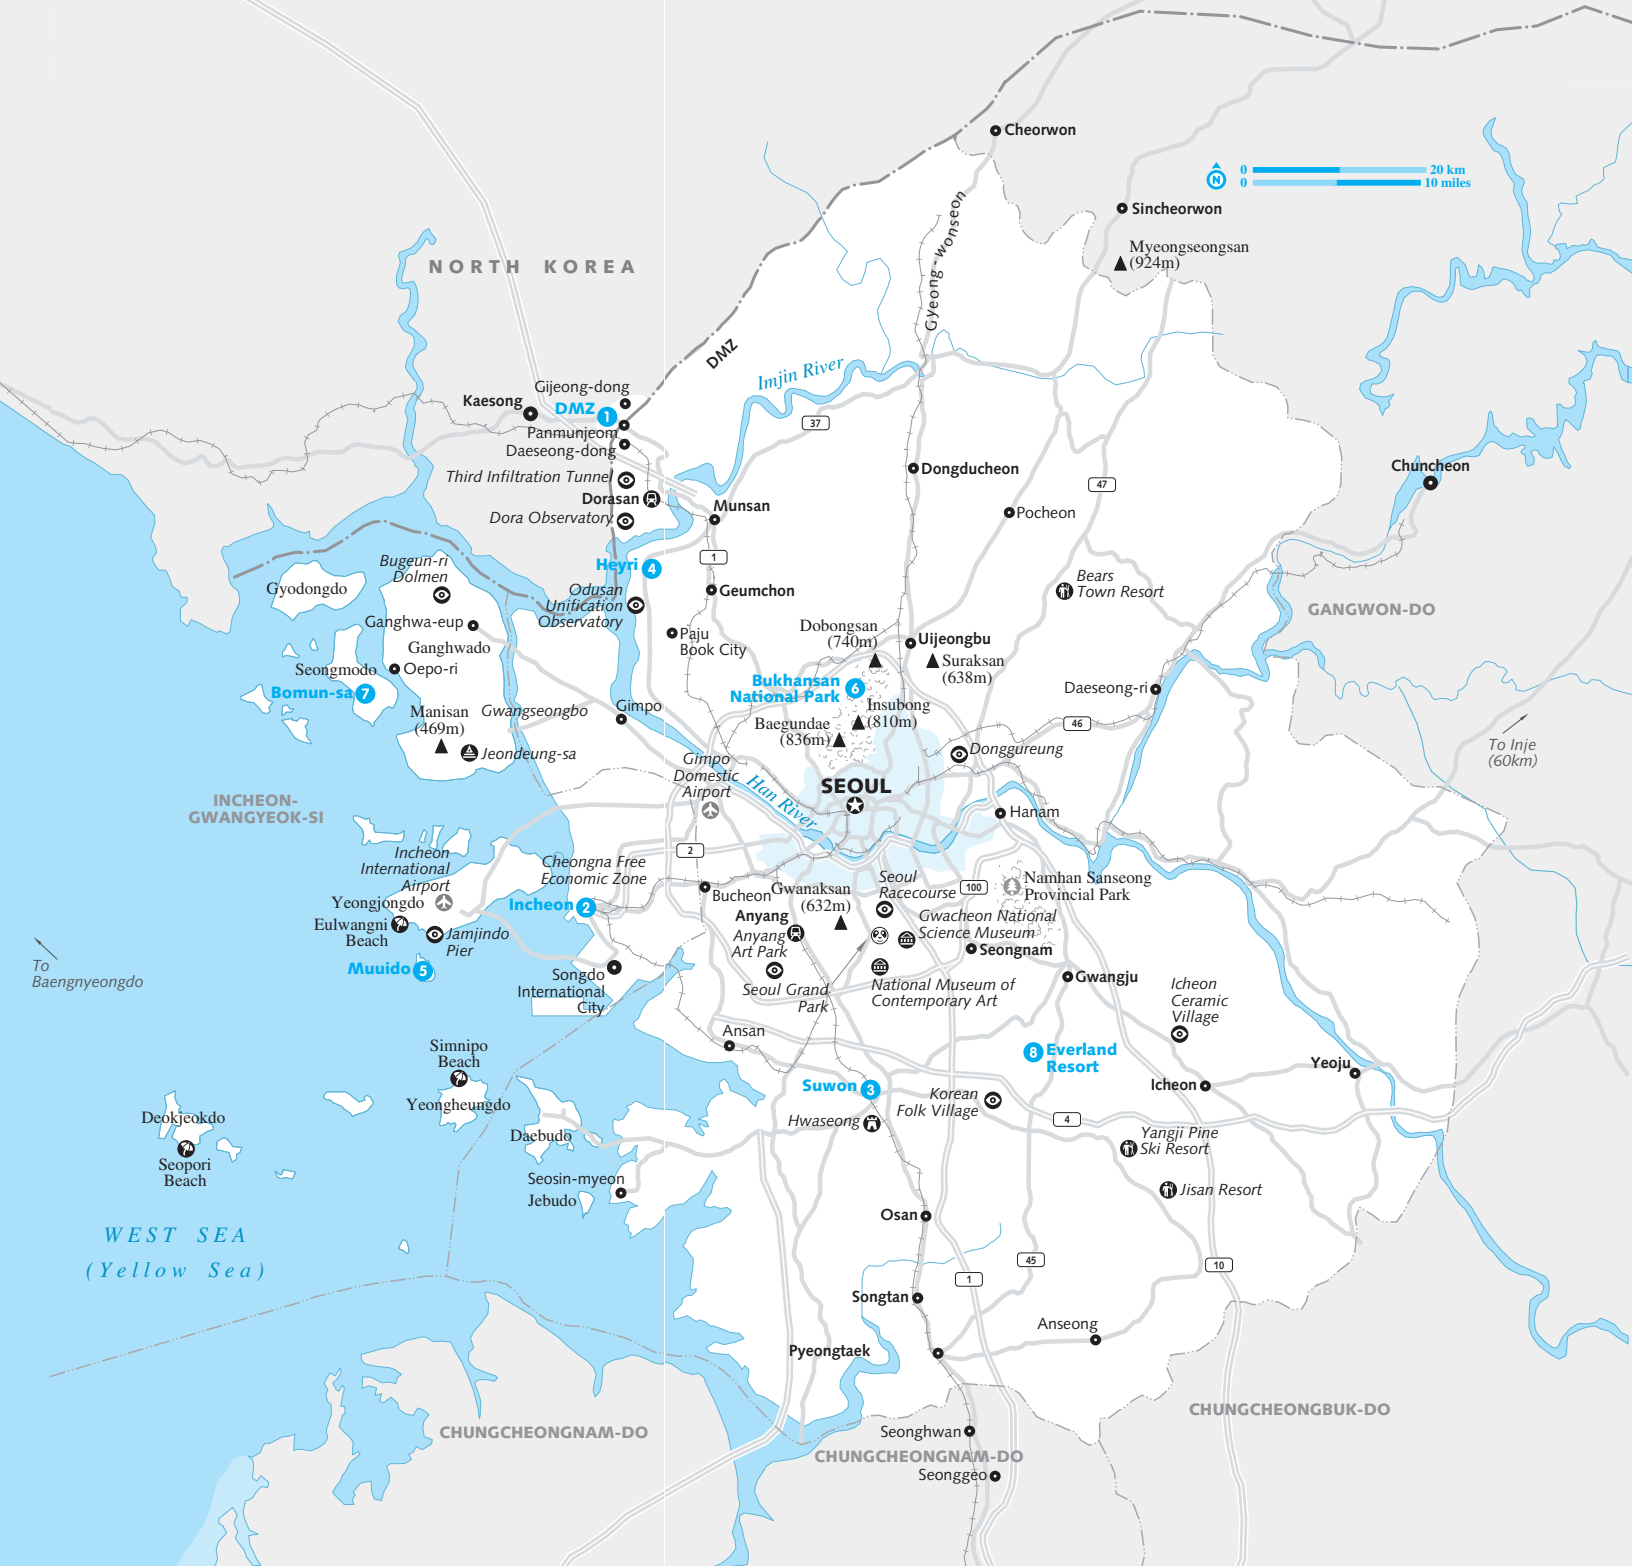 Cheorwon
0
20 km
N
0
10 miles
Sincheorwon
Myeongseongsan
(924m)
Gyeong-wonseon
NORTH KOREA
DMZ
Imjin River
Gijeong-dong
Kaesong
DMZ
1
Panmunjeom
37
Daeseong-dong
Chuncheon
Dongducheon
Third Infiltration Tunnel
47
Dorasan
Munsan
Pocheon
Dora Observatory
1
Bugeun-ri
Dolmen
Heyri
4
Bears
Town Resort
Gyodongdo
Odusan
Unification
Observatory
Geumchon
GANGWON-DO
Ganghwa-eup
Dobongsan
(740m)
Uijeongbu
Paju
Book City
Ganghwado
Suraksan
(638m)
Seongmodo
Oepo-ri
Bomun-sa
7
Bukhansan
National Park
6
Daeseong-ri
Manisan
(469m)
Gwangseongbo
Gimpo
Insubong
(810m)
Baegundae
(836m)
46
To Inje
(60km)
Jeondeung-sa
Donggureung
Gimpo
Domestic
Airport
SEOUL
Han River
INCHEON-
GWANGYEOK-SI
Hanam
Incheon
International
Airport
2
Cheongna Free
Economic Zone
Yeongjongdo
Bucheon
Gwanaksan
(632m)
Seoul
Racecourse
100
Namhan Sanseong
Provincial Park
Incheon
2
Eulwangni
Beach
Jamjindo
Pier
Anyang
Anyang
Art Park
Gwacheon National
Science Museum
Seongnam
To
Baengnyeongdo
Muuido
5
Songdo
International
City
Seoul Grand
Park
National Museum of
Contemporary Art
Gwangju
Icheon
Ceramic
Village
Ansan
Simnipo
Beach
8
Everland
Resort
Yeoju
Suwon
3
Korean
Folk Village
Icheon
Yeongheungdo
Deokjeokdo
Hwaseong
4
Daebudo
Yangji Pine
Ski Resort
Seopori
Beach
Seosin-myeon
Jisan Resort
Jebudo
Osan
WEST SEA
(Yellow Sea)
45
10
1
Songtan
Anseong
Pyeongtaek
CHUNGCHEONGBUK-DO
CHUNGCHEONGNAM-DO
Seonghwan
CHUNGCHEONGNAM-DO
Seonggeo